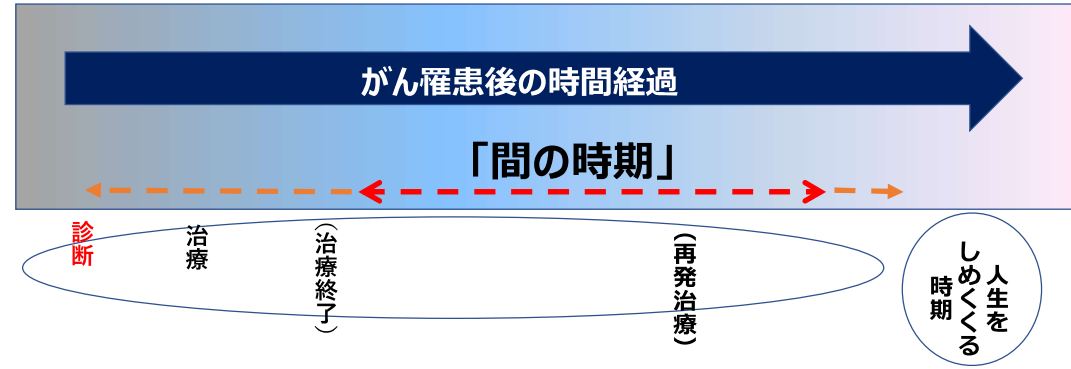 がん罹患後の時間経過
「間の時期」
診断
治療
（治療終了）
（再発治療）
人生を
しめくくる
時期